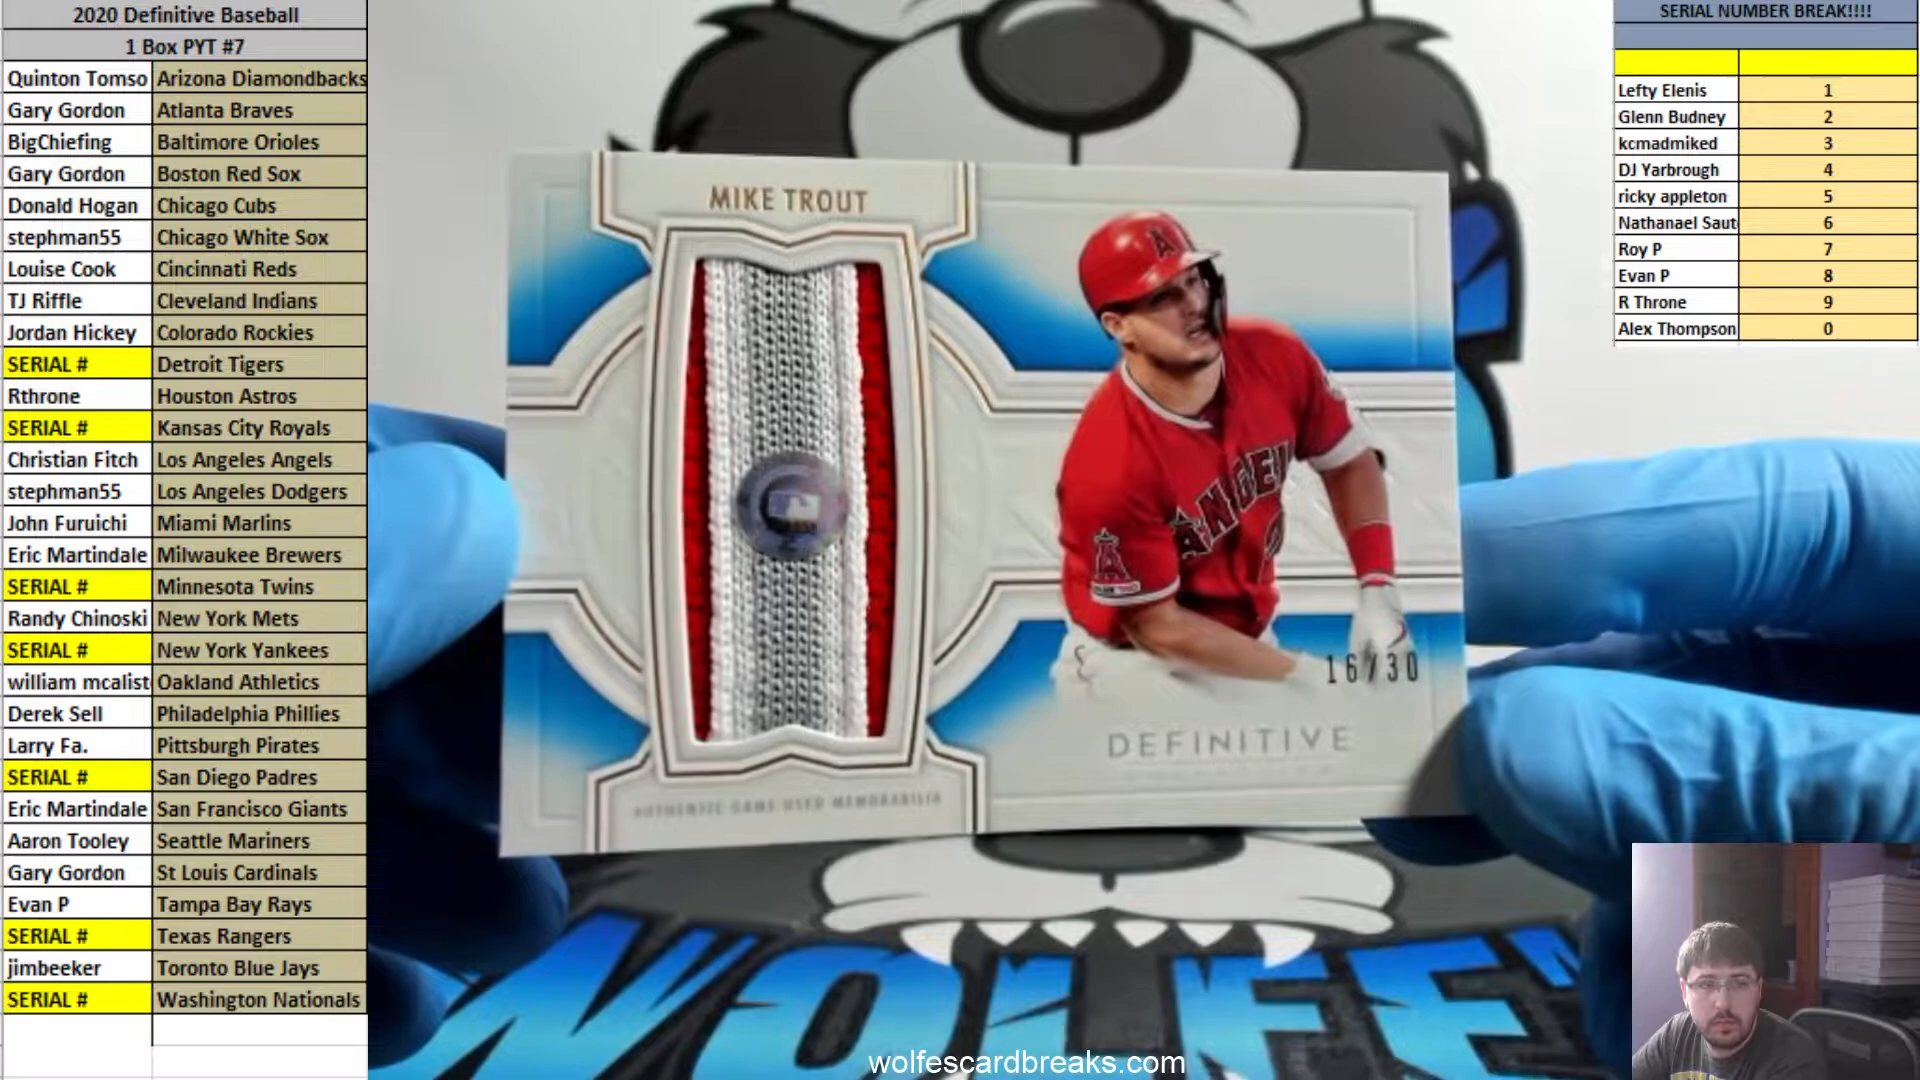 2020 Definitive Baseball
1 Box PYT #7
Quinton Tomso Arizona Diamondbacks
Gary Gordon Atlanta Braves
BigChiefing Baltimore Orioles
Gary Gordon Boston Red Sox
Donald Hogan Chicago Cubs
stephman55 Chicago White Sox
Louise Cook Cincinnati Reds
TJ Riffle Cleveland Indians
Jordan Hickey Colorado Rockies
SERIAL # Detroit Tigers
Rthrone Houston Astros
SERIAL # Kansas City Royals
Christian Fitch Los Angeles Angels
stephman55 Los Angeles Dodgers
John Furuichi Miami Marlins
Eric Martindale Milwaukee Brewers
SERIAL # Minnesota Twins
Randy Chinoski New York Mets
SERIAL # New York Yankees
william mcalist Oakland Athletics
Derek Sell Philadelphia Phillies
Larry Fa. Pittsburgh Pirates
SERIAL # San Diego Padres
Eric Martindale San Francisco Giants
Aaron Tooley Seattle Mariners
Gary Gordon St Louis Cardinals
Evan P Tampa Bay Rays
SERIAL # Texas Rangers
jimbeeker Toronto Blue Jays
SERIAL # Washington Nationals
MIKE TROUT
A
ANGEL
A
16/30
DEFINITIVE
AUTHENTIC GAME-USED MEMORABILIA
WOLFE'
wolfescardbreaks.com
SERIAL NUMBER BREAK!!!!
Lefty Elenis 1
Glenn Budney 2
kcmadmiked 3
DJ Yarbrough 4
ricky appleton 5
Nathanael Saut 6
Roy P 7
Evan P 8
R Throne 9
Alex Thompson 0